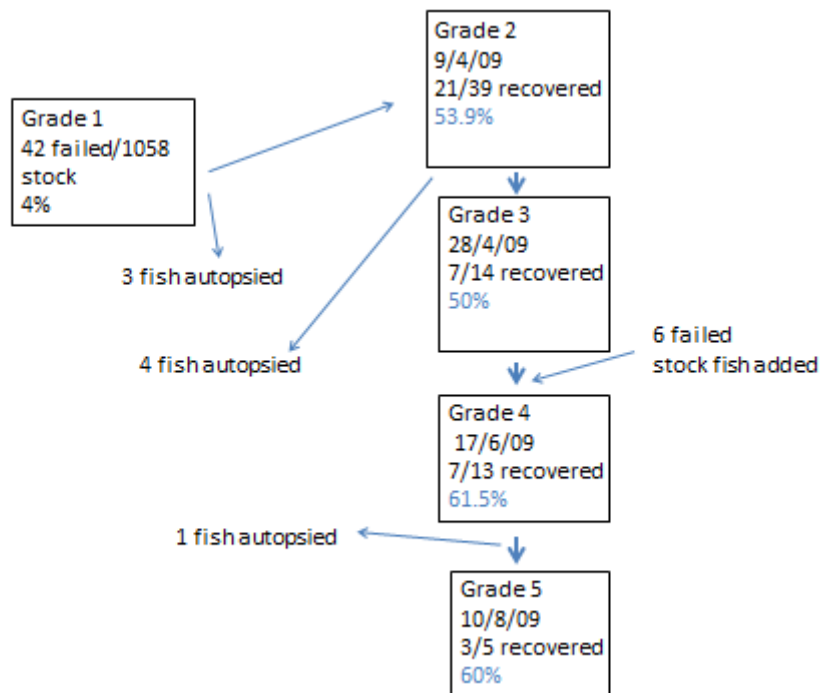 Grade 1
42 failed/1058
stock
4%
3 fish autopsied
Grade 2
9/4/09
21/39 recovered
53.9%
4 fish autopsied
Grade 3
28/4/09
7/14 recovered
50%
6 failed
stock fish added
Grade 4
17/6/09
7/13 recovered
61.5%
1 fish autopsied
Grade 5
10/8/09
3/5 recovered
60%